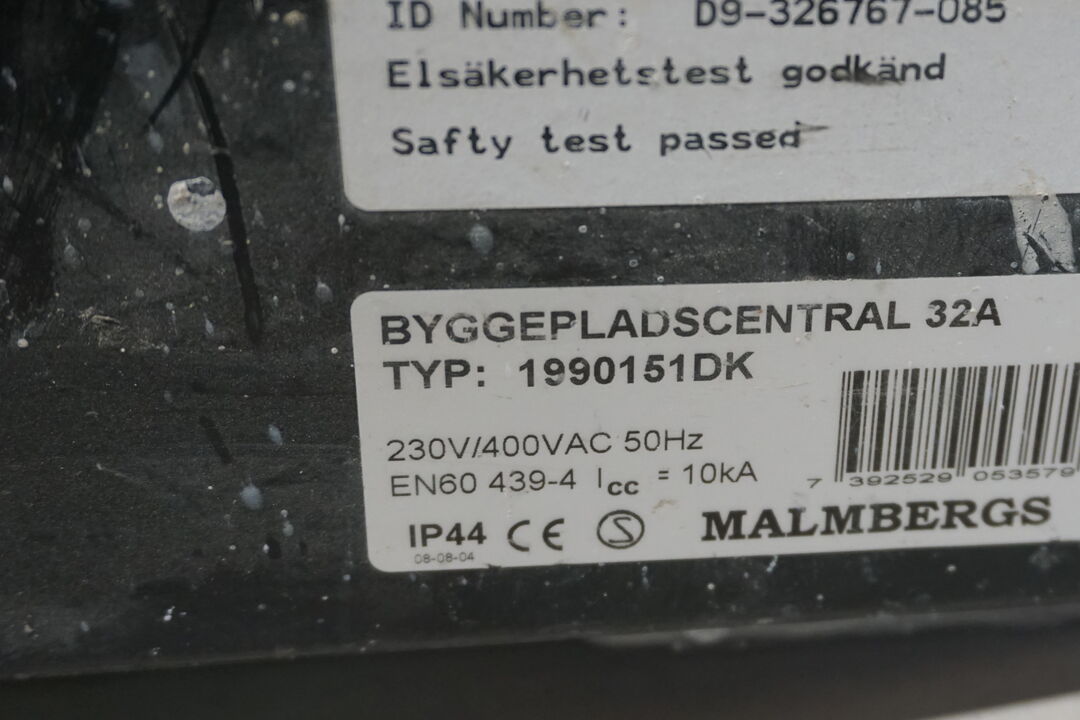 ID Number: D9-326767-085
Elsäkerhetstest godkänd
Safty test passed
BYGGEPLADSCENTRAL 32A
TYP: 1990151DK
230V/400VAC 50Hz
EN60 439-4 Icc = 10kA
7 392529 053579
IP44 CE S MALMBERGS
08-08-04